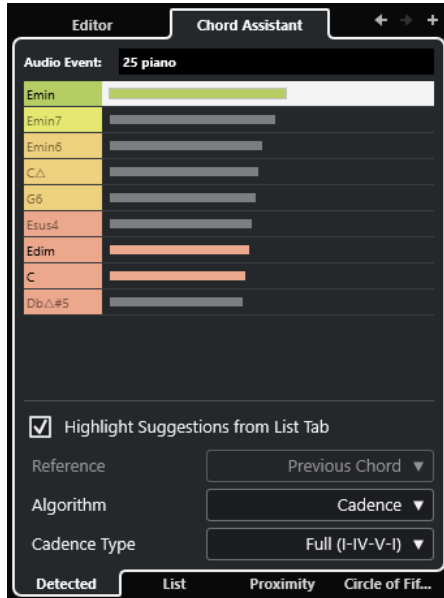 Editor Chord Assistant
Audio Event: 25 piano
Emin
Emin7
Emin6
C△
G6
Esus4
Edim
C
Db△#5
Highlight Suggestions from List Tab
Reference Previous Chord ▼
Algorithm Cadence ▼
Cadence Type Full (I-IV-V-I) ▼
Detected List Proximity Circle of Fif...